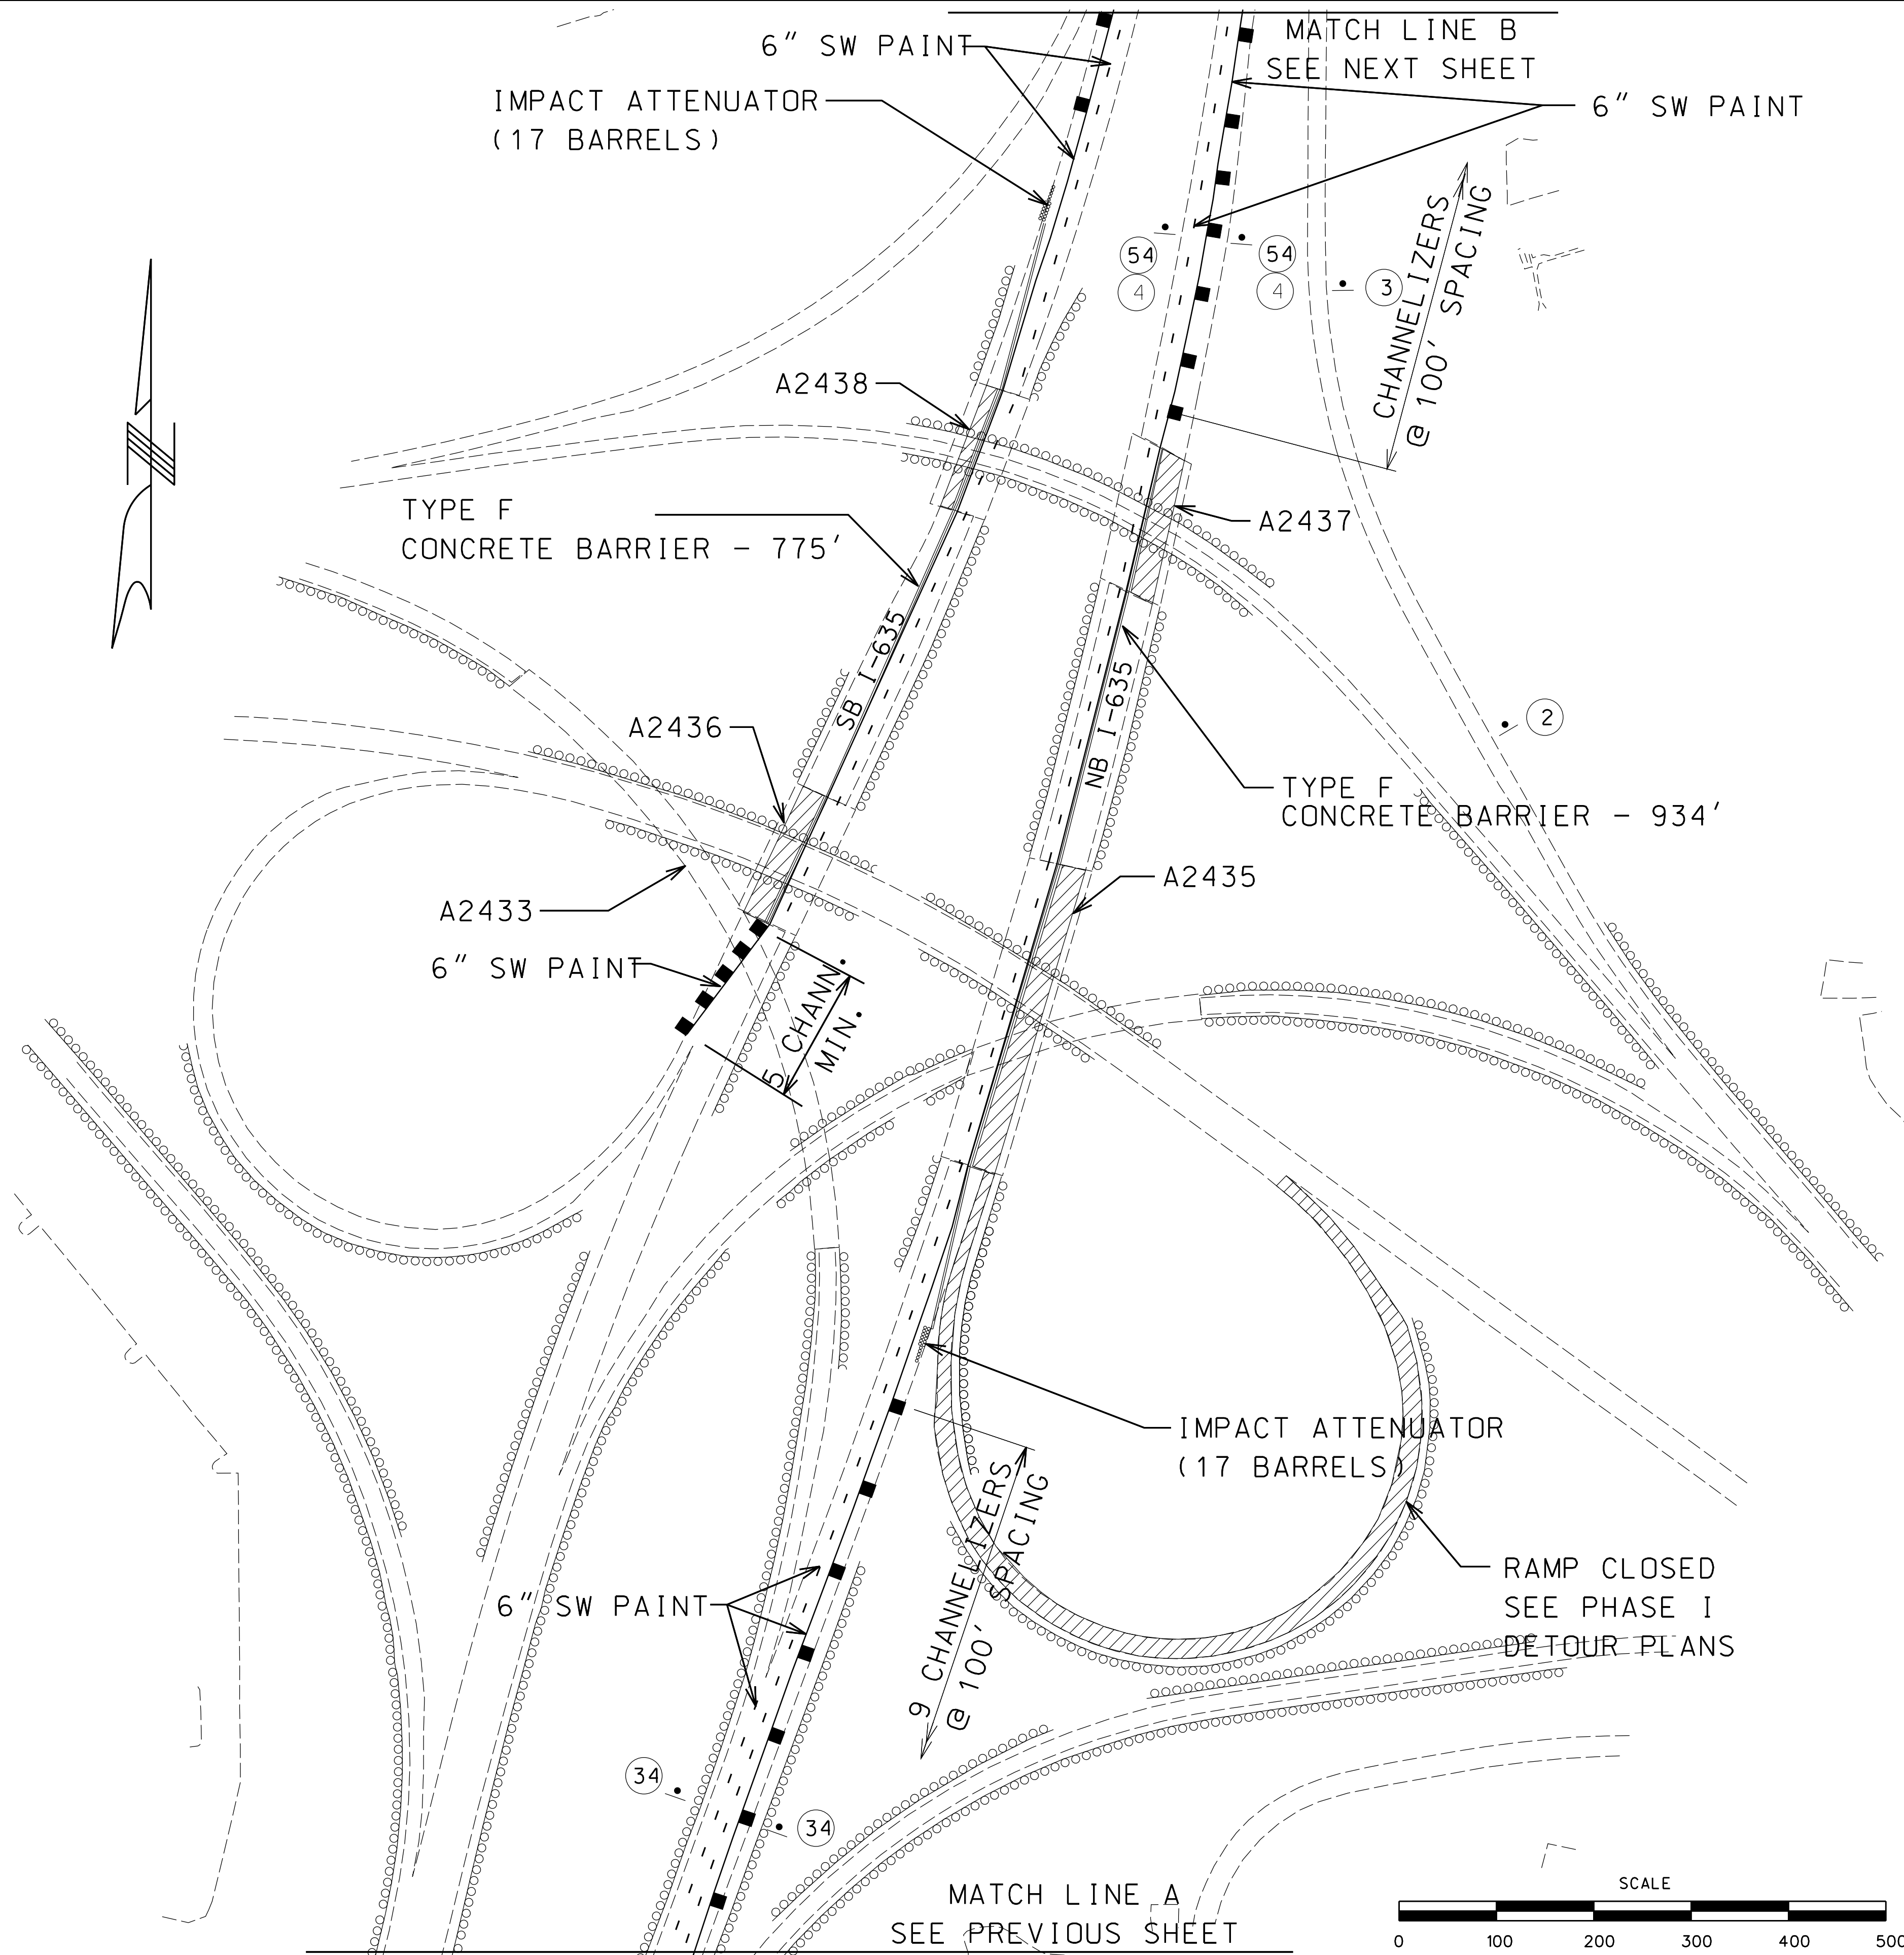 MATCH LINE B
SEE NEXT SHEET
6" SW PAINT
6" SW PAINT
IMPACT ATTENUATOR
(17 BARRELS)
54
4
54
4
3
CHANNELIZERS
@ 100' SPACING
A2438
N
TYPE F
CONCRETE BARRIER - 775'
A2437
SB I-635
NB I-635
A2436
2
TYPE F
CONCRETE BARRIER - 934'
A2435
A2433
6" SW PAINT
5 CHANN.
MIN.
IMPACT ATTENUATOR
(17 BARRELS)
9 CHANNELIZERS
@ 100' SPACING
RAMP CLOSED
SEE PHASE I
DETOUR PLANS
6" SW PAINT
34
34
MATCH LINE A
SEE PREVIOUS SHEET
SCALE
0 100 200 300 400 500